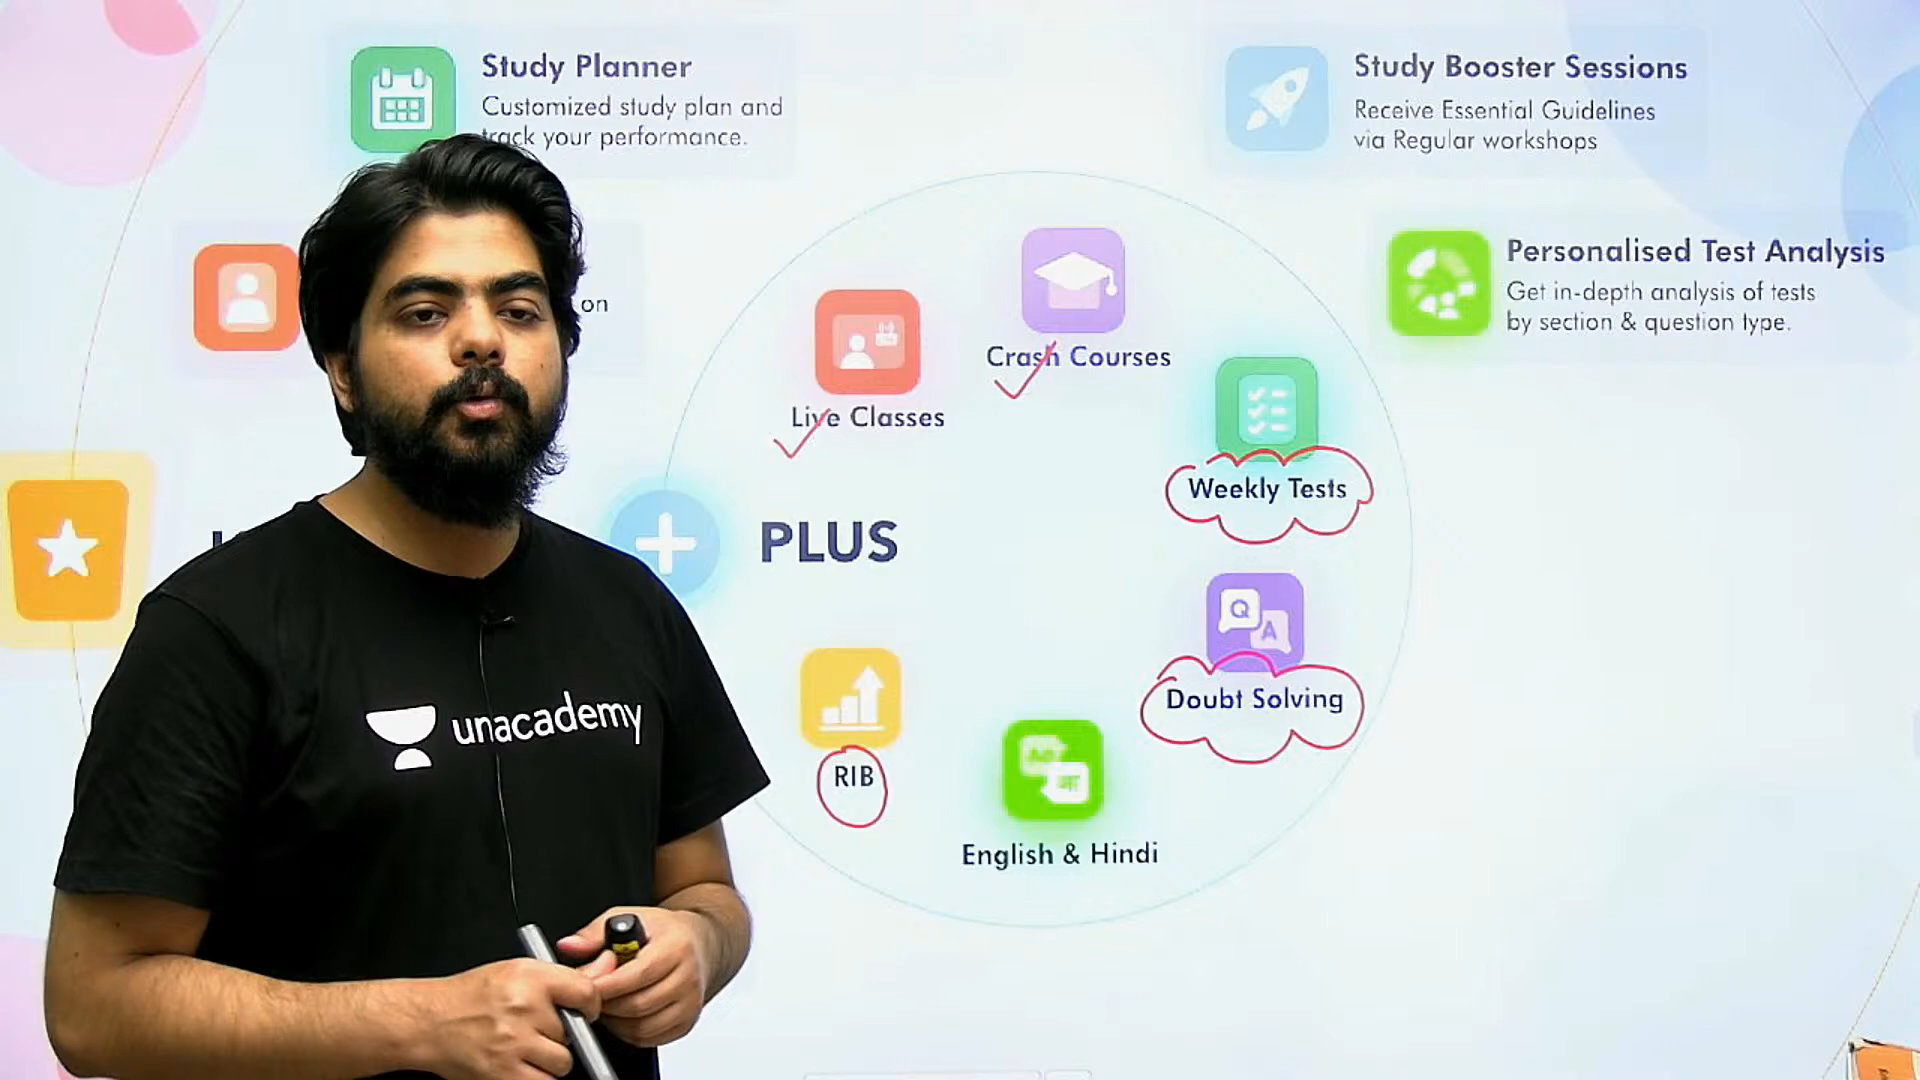 Study Planner
Customized study plan and
track your performance.
Study Booster Sessions
Receive Essential Guidelines
via Regular workshops
on
Personalised Test Analysis
Get in-depth analysis of tests
by section & question type.
Crash Courses
Live Classes
Weekly Tests
PLUS
Q
A
Doubt Solving
unacademy
RIB
English & Hindi